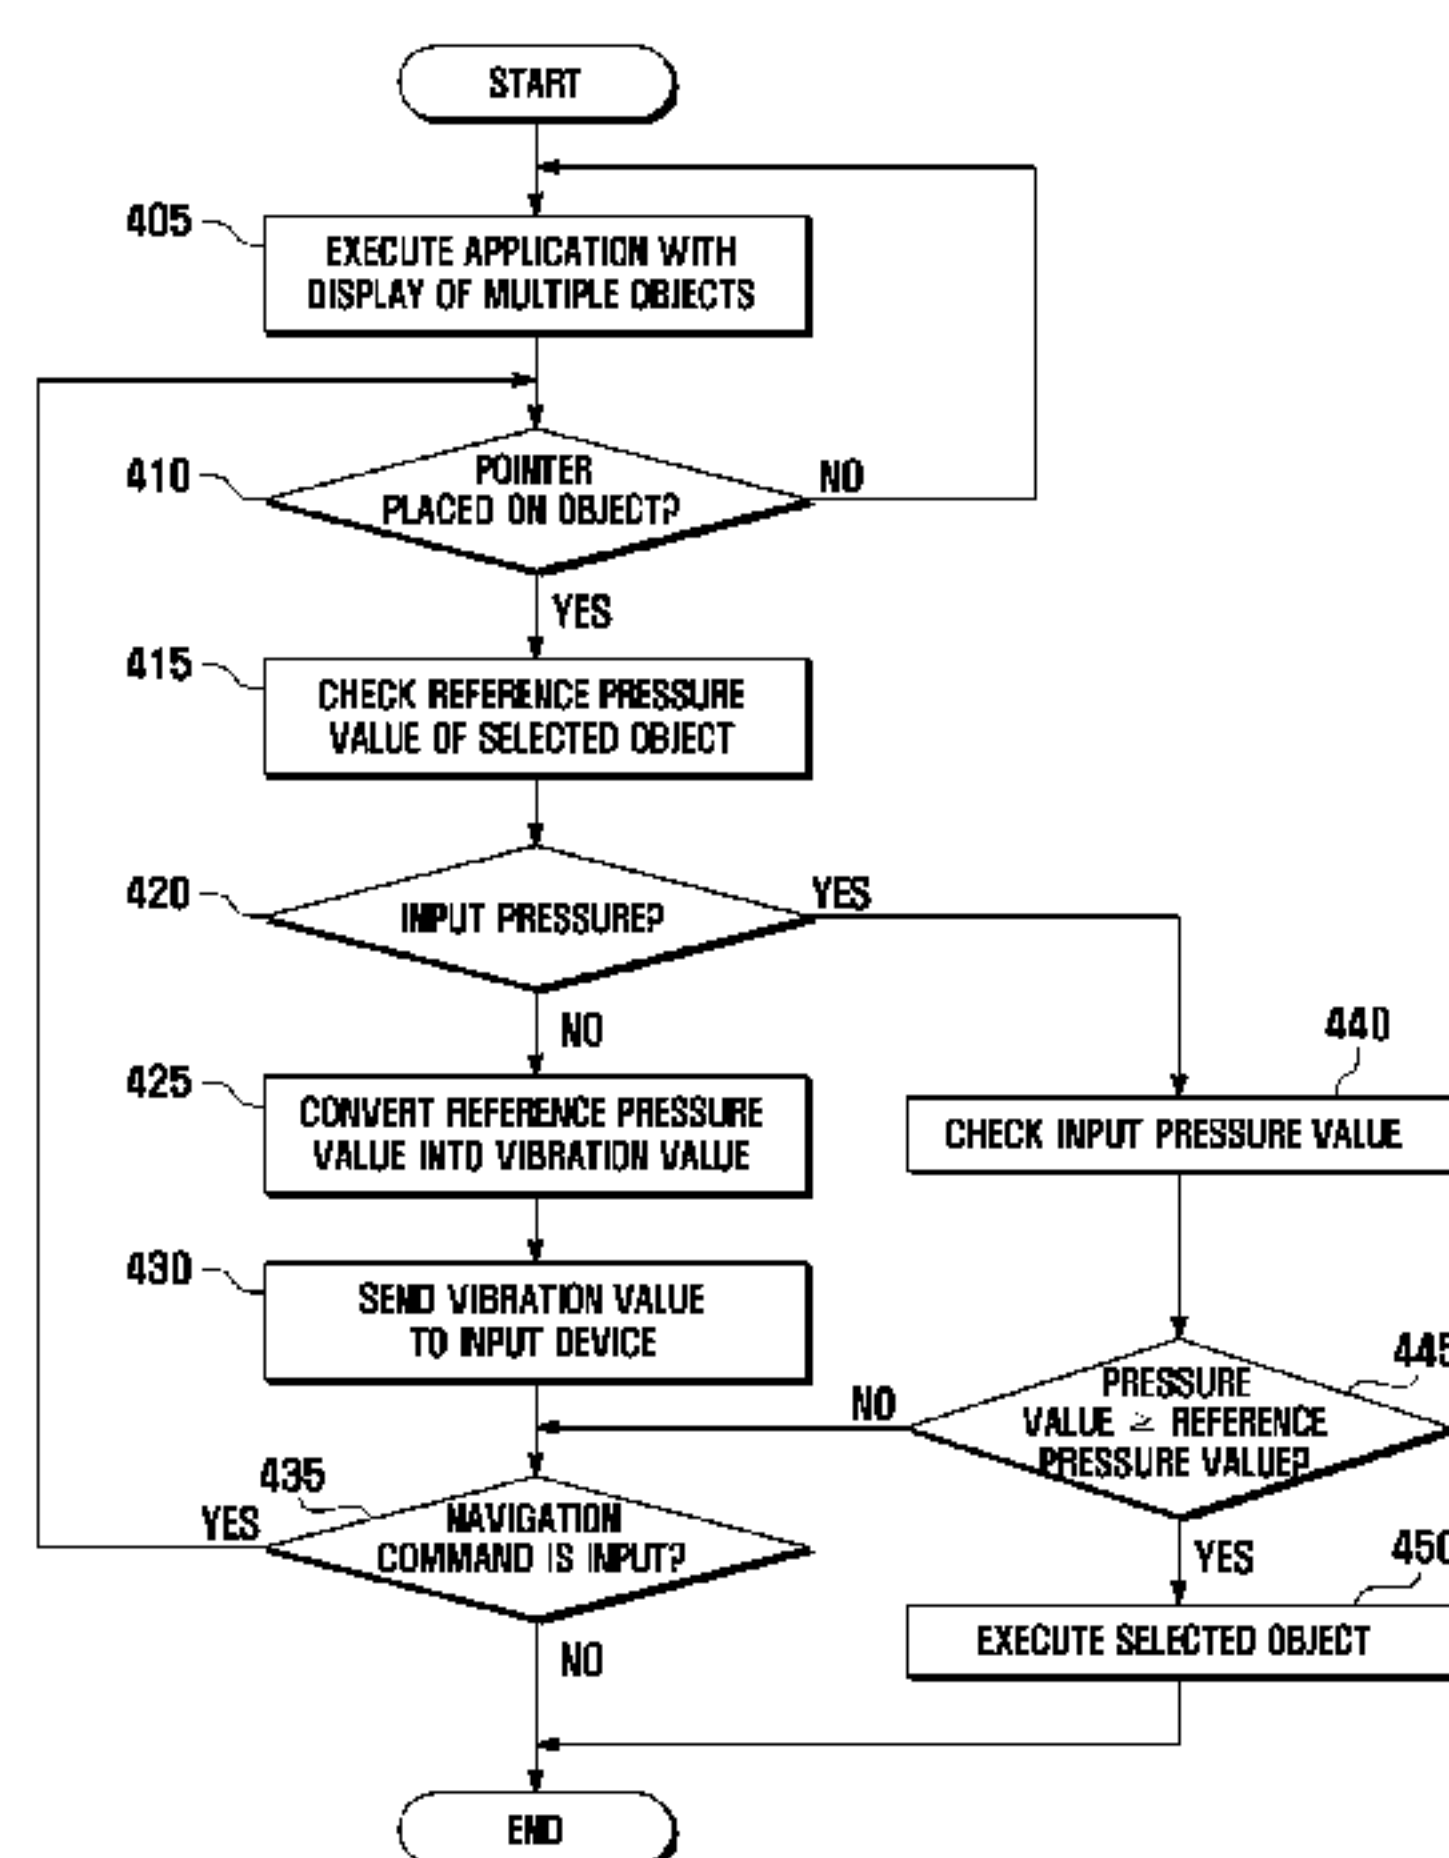 START
405
EXECUTE APPLICATION WITH
DISPLAY OF MULTIPLE OBJECTS
410
POINTER
PLACED ON OBJECT?
NO
YES
415
CHECK REFERENCE PRESSURE
VALUE OF SELECTED OBJECT
420
INPUT PRESSURE?
YES
NO
425
CONVERT REFERENCE PRESSURE
VALUE INTO VIBRATION VALUE
440
CHECK INPUT PRESSURE VALUE
430
SEND VIBRATION VALUE
TO INPUT DEVICE
445
PRESSURE
VALUE ≥ REFERENCE
PRESSURE VALUE?
NO
YES
435
NAVIGATION
COMMAND IS INPUT?
YES
NO
450
EXECUTE SELECTED OBJECT
END